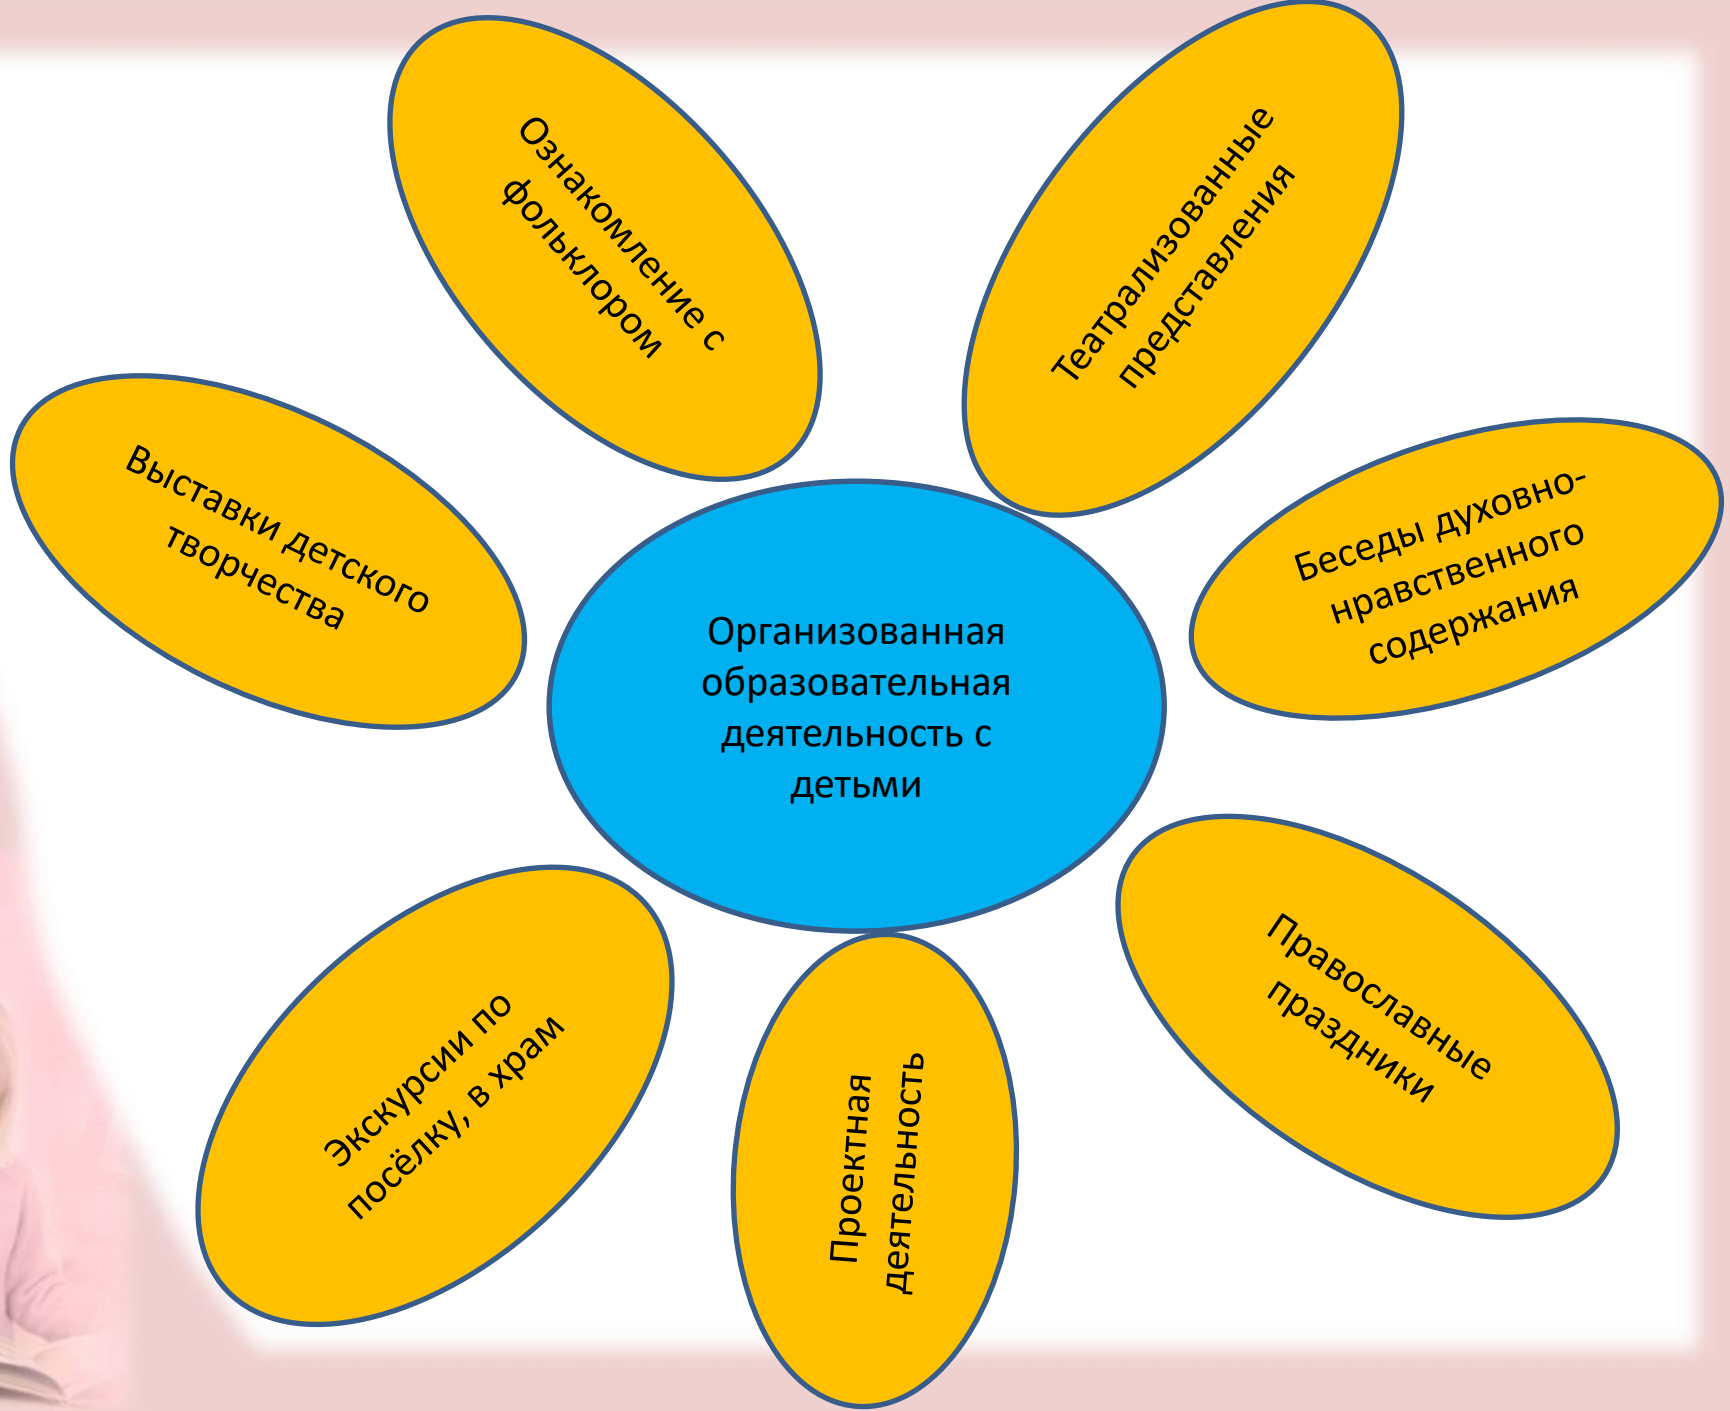 Ознакомление с
фольклором
Театрализованные
представления
Выставки детского
творчества
Беседы духовно-
нравственного
содержания
Организованная
образовательная
деятельность с
детьми
Православные
праздники
Экскурсии по
посёлку, в храм
Проектная
деятельность